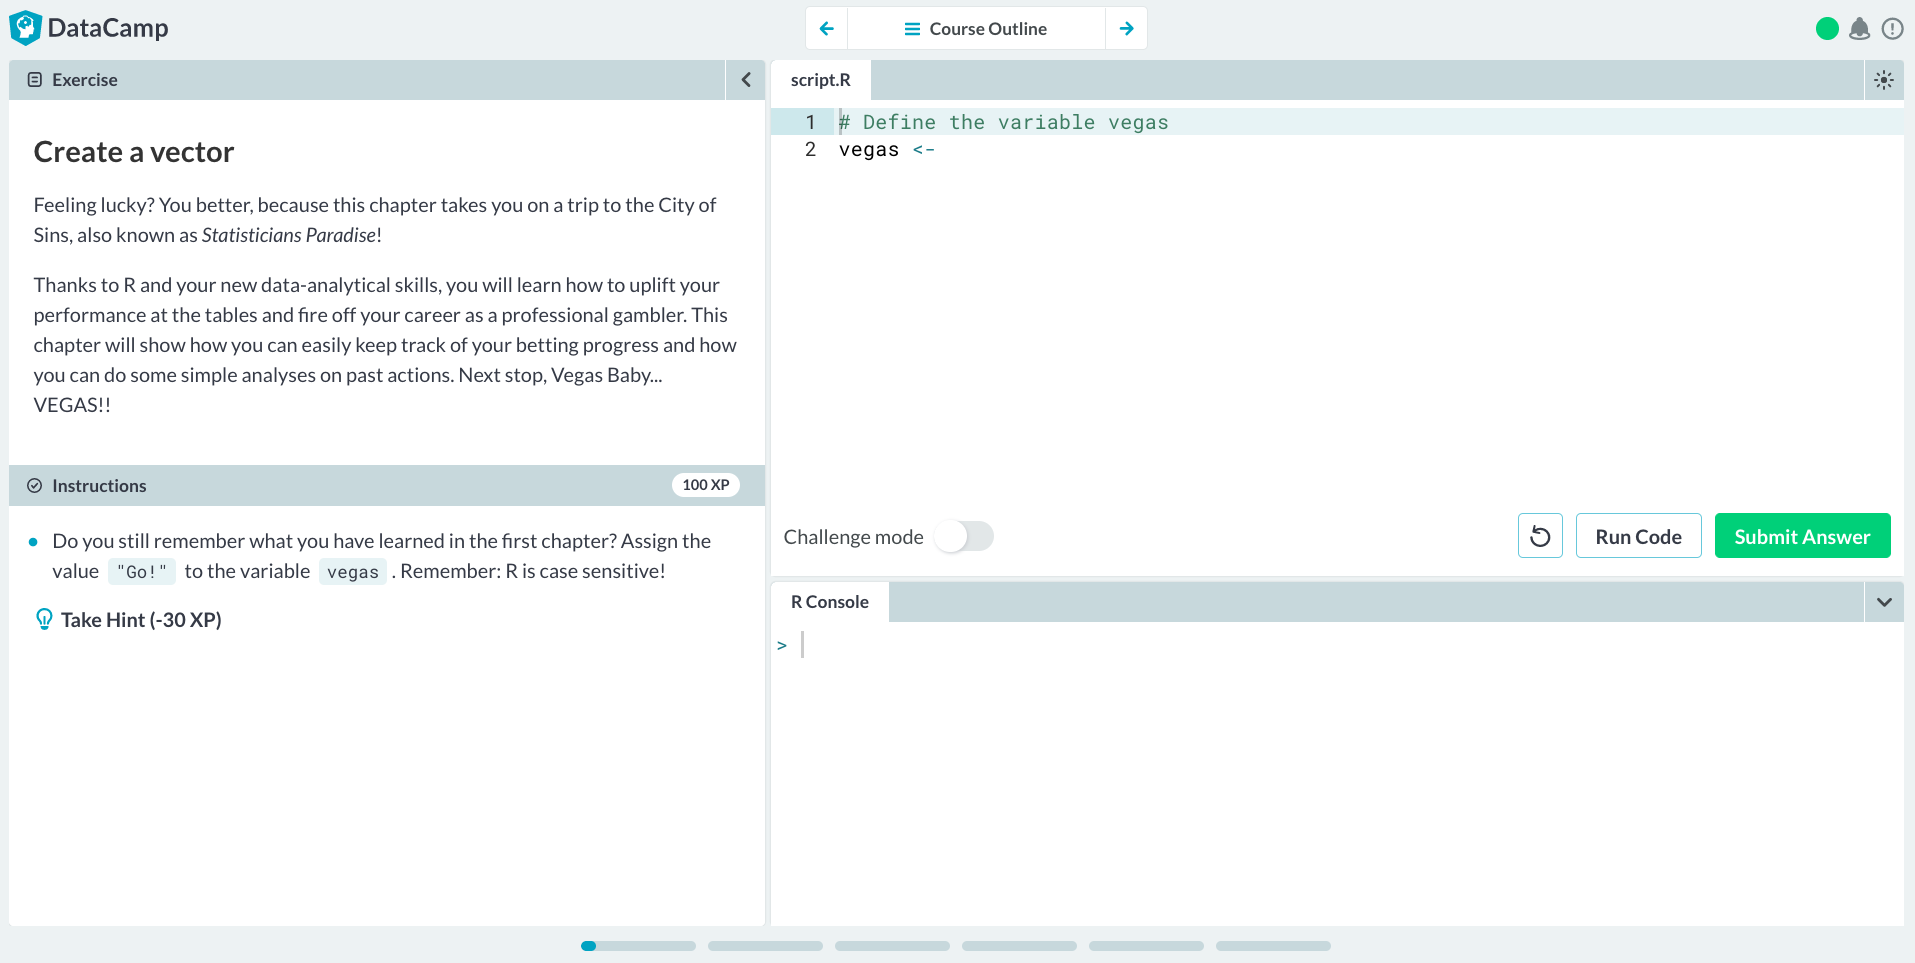 DataCamp
Course Outline
Exercise
Create a vector
Feeling lucky? You better, because this chapter takes you on a trip to the City of
Sins, also known as Statisticians Paradise!
Thanks to R and your new data-analytical skills, you will learn how to uplift your
performance at the tables and fire off your career as a professional gambler. This
chapter will show how you can easily keep track of your betting progress and how
you can do some simple analyses on past actions. Next stop, Vegas Baby...
VEGAS!!
Instructions
100 XP
Do you still remember what you have learned in the first chapter? Assign the
value "Go!" to the variable vegas . Remember: R is case sensitive!
Take Hint (-30 XP)
script.R
1 # Define the variable vegas
2 vegas <-
Challenge mode
Run Code
Submit Answer
R Console
>